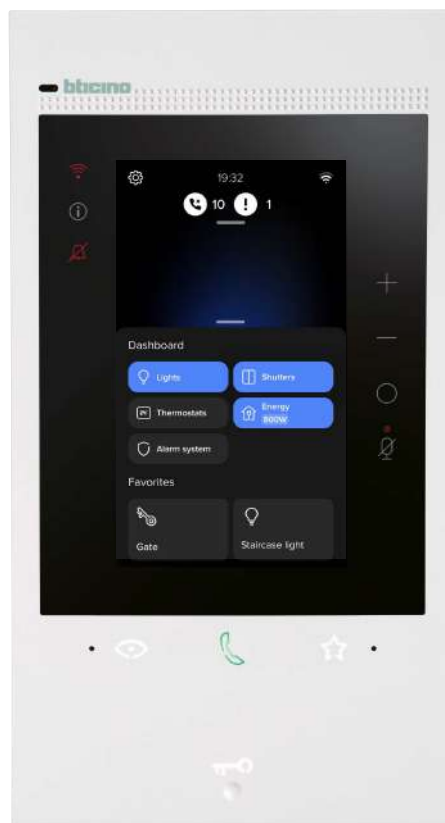 bticino
19:32
10 1
Dashboard
Lights
Shutters
Thermostats
Energy
800W
Alarm system
Favorites
Gate
Staircase light